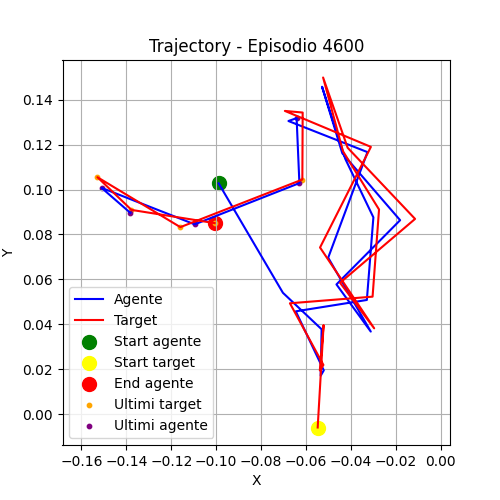 Trajectory - Episodio 4600
Y
0.14
0.12
0.10
0.08
0.06
0.04
0.02
0.00
Agente
Target
Start agente
Start target
End agente
Ultimi target
Ultimi agente
−0.16 −0.14 −0.12 −0.10 −0.08 −0.06 −0.04 −0.02 0.00
X